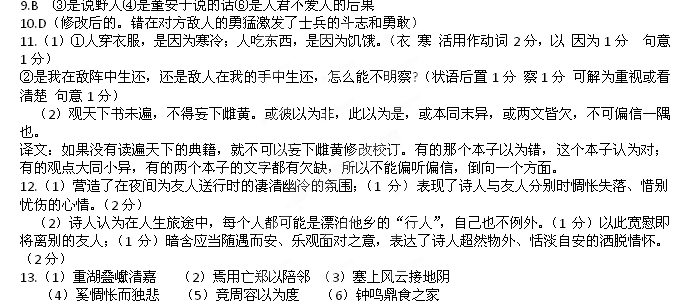 9.B   ③是说野人④是董安于说的话⑥是人君不爱人的后果
10.D（修改后的。错在对方敌人的勇猛激发了士兵的斗志和勇敢）
11.（1）①人穿衣服，是因为寒冷；人吃东西，是因为饥饿。（衣 寒 活用作动词 2 分，以 因为 1 分   句意
1 分）
②是我在敌阵中生还，还是敌人在我的手中生还，怎么能不明察？（状语后置 1 分 察 1 分 可解为重视或看
清楚 句意 1 分）
（2）观天下书未遍，不得妄下雌黄。或彼以为非，此以为是，或本同末异，或两文皆欠，不可偏信一隅
也。
译文：如果没有读遍天下的典籍，就不可以妄下雌黄修改校订。有的那个本子以为错，这个本子认为对；
有的观点大同小异，有的两个本子的文字都有欠缺，所以不能偏听偏信，倒向一个方面。
12.（1）营造了在夜间为友人送行时的凄清幽冷的氛围；（1 分）表现了诗人与友人分别时惆怅失落、惜别
忧伤的心情。（2 分）
（2）诗人认为在人生旅途中，每个人都可能是漂泊他乡的“行人”，自己也不例外。（1 分）以此宽慰即
将离别的友人；（1 分）暗含应当随遇而安、乐观面对之意，表达了诗人超然物外、恬淡自安的洒脱情怀。
（2 分）
13.（1）重湖叠巘清嘉   （2）焉用亡郑以陪邻  （3）塞上风云接地阴
（4）奚惆怅而独悲   （5）竞周容以为度   （6）钟鸣鼎食之家